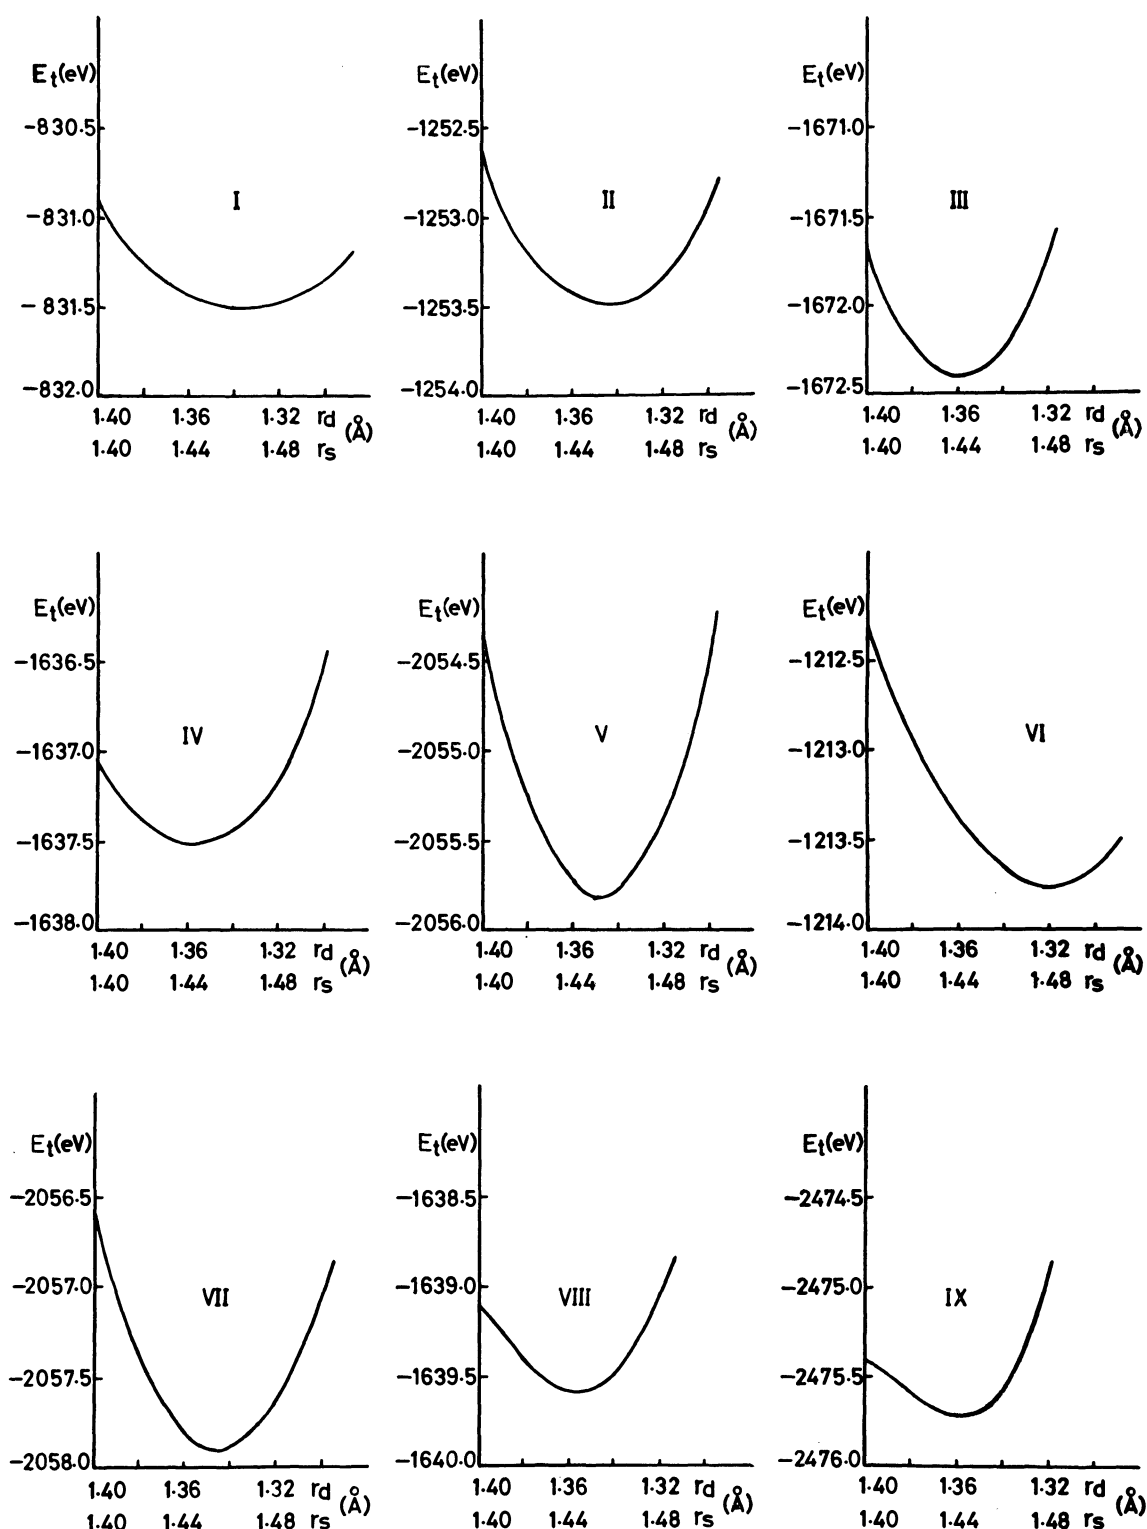 Et(eV)
-830.5
-831.0
-831.5
-832.0
I
1.40 1.36 1.32 rd (Å)
1.40 1.44 1.48 rs
Et(eV)
-1252.5
-1253.0
-1253.5
-1254.0
II
1.40 1.36 1.32 rd (Å)
1.40 1.44 1.48 rs
Et(eV)
-1671.0
-1671.5
-1672.0
-1672.5
III
1.40 1.36 1.32 rd (Å)
1.40 1.44 1.48 rs
Et(eV)
-1636.5
-1637.0
-1637.5
-1638.0
IV
1.40 1.36 1.32 rd (Å)
1.40 1.44 1.48 rs
Et(eV)
-2054.5
-2055.0
-2055.5
-2056.0
V
1.40 1.36 1.32 rd (Å)
1.40 1.44 1.48 rs
Et(eV)
-1212.5
-1213.0
-1213.5
-1214.0
VI
1.40 1.36 1.32 rd (Å)
1.40 1.44 1.48 rs
Et(eV)
-2056.5
-2057.0
-2057.5
-2058.0
VII
1.40 1.36 1.32 rd (Å)
1.40 1.44 1.48 rs
Et(eV)
-1638.5
-1639.0
-1639.5
-1640.0
VIII
1.40 1.36 1.32 rd (Å)
1.40 1.44 1.48 rs
Et(eV)
-2474.5
-2475.0
-2475.5
-2476.0
IX
1.40 1.36 1.32 rd (Å)
1.40 1.44 1.48 rs